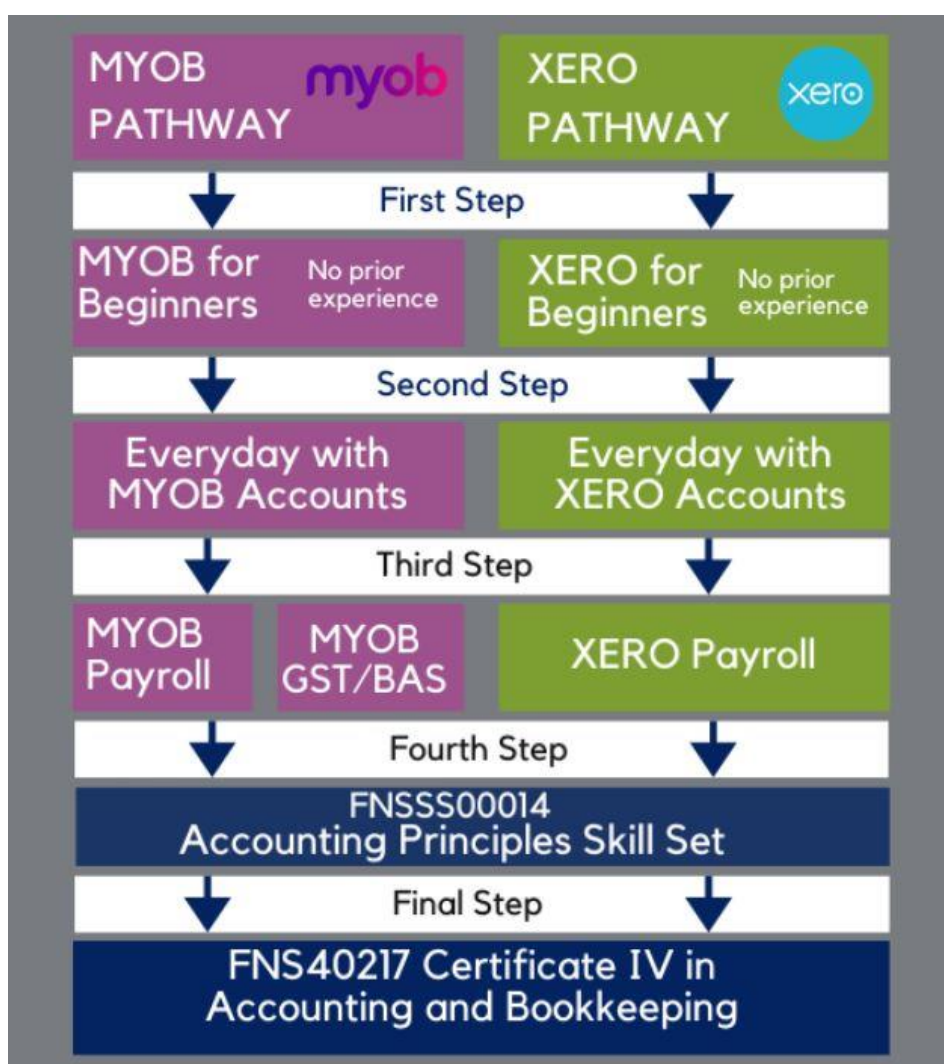 MYOB
PATHWAY
myob
XERO
PATHWAY
xero
First Step
MYOB for
Beginners
No prior
experience
XERO for
Beginners
No prior
experience
Second Step
Everyday with
MYOB Accounts
Everyday with
XERO Accounts
Third Step
MYOB
Payroll
MYOB
GST/BAS
XERO Payroll
Fourth Step
FNSSS00014
Accounting Principles Skill Set
Final Step
FNS40217 Certificate IV in
Accounting and Bookkeeping